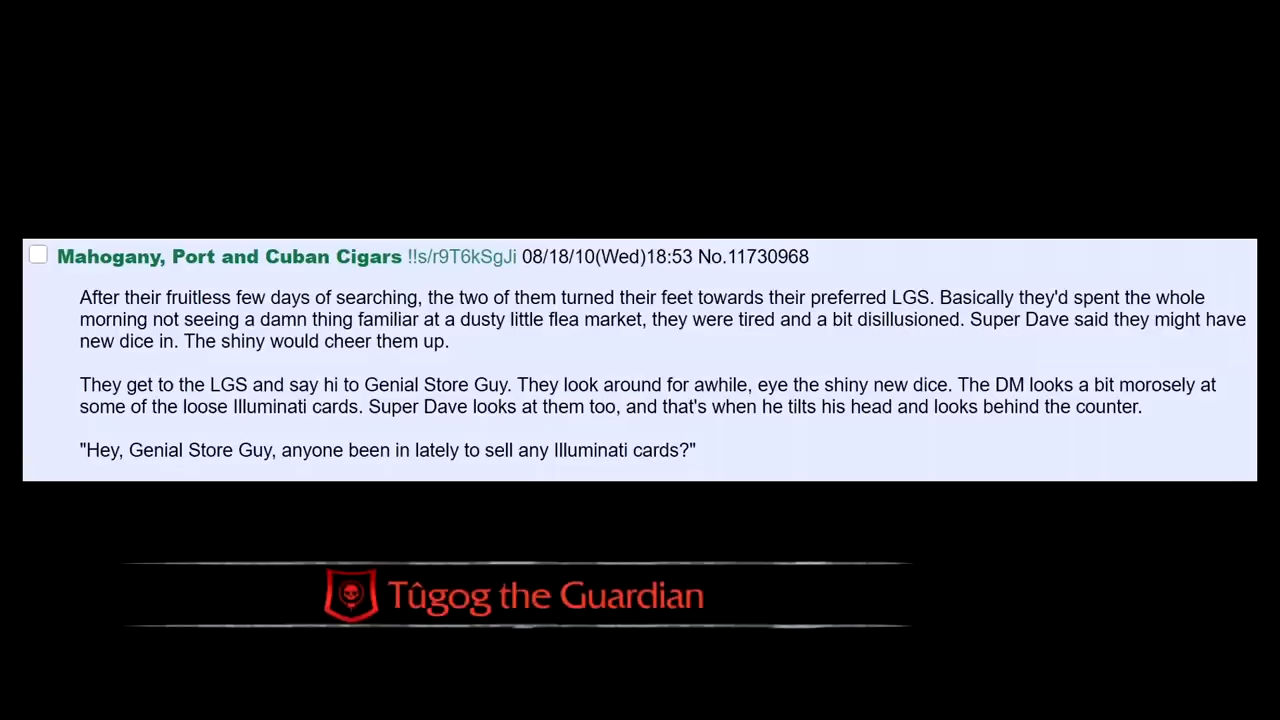 Mahogany, Port and Cuban Cigars !!s/r9T6kSgJi 08/18/10(Wed)18:53 No.11730968
After their fruitless few days of searching, the two of them turned their feet towards their preferred LGS. Basically they'd spent the whole
morning not seeing a damn thing familiar at a dusty little flea market, they were tired and a bit disillusioned. Super Dave said they might have
new dice in. The shiny would cheer them up.
They get to the LGS and say hi to Genial Store Guy. They look around for awhile, eye the shiny new dice. The DM looks a bit morosely at
some of the loose Illuminati cards. Super Dave looks at them too, and that's when he tilts his head and looks behind the counter.
"Hey, Genial Store Guy, anyone been in lately to sell any Illuminati cards?"
Tûgog the Guardian